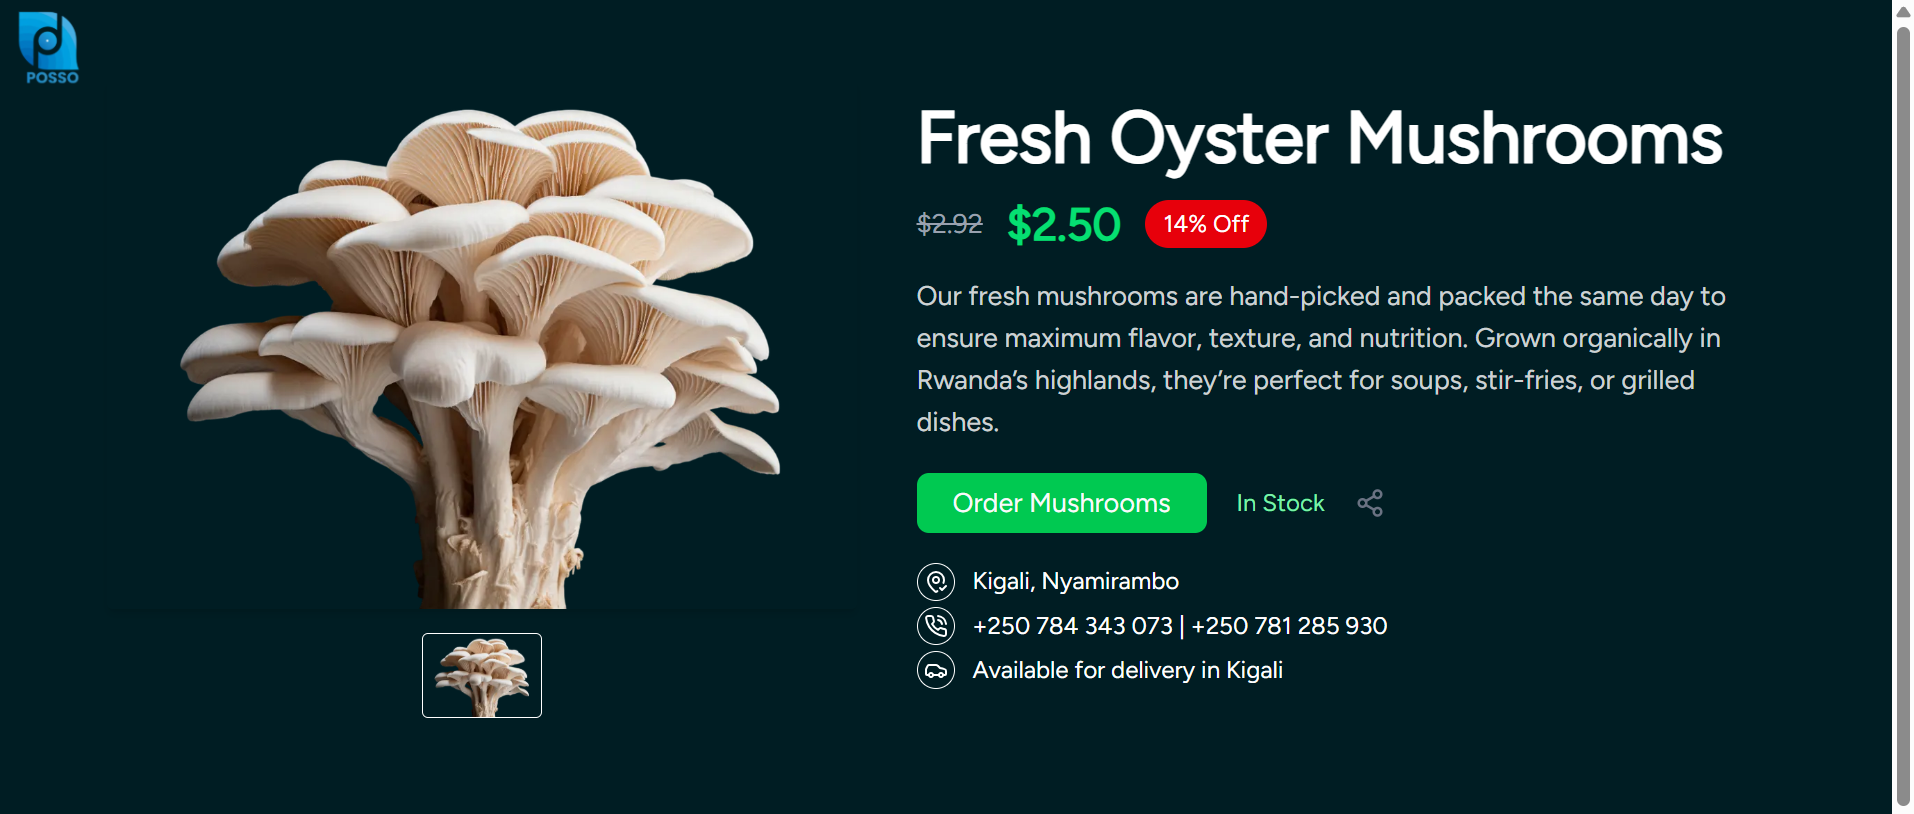 POSSO
Fresh Oyster Mushrooms
$2.92 $2.50 14% Off
Our fresh mushrooms are hand-picked and packed the same day to
ensure maximum flavor, texture, and nutrition. Grown organically in
Rwanda’s highlands, they’re perfect for soups, stir-fries, or grilled
dishes.
Order Mushrooms In Stock
Kigali, Nyamirambo
+250 784 343 073 | +250 781 285 930
Available for delivery in Kigali